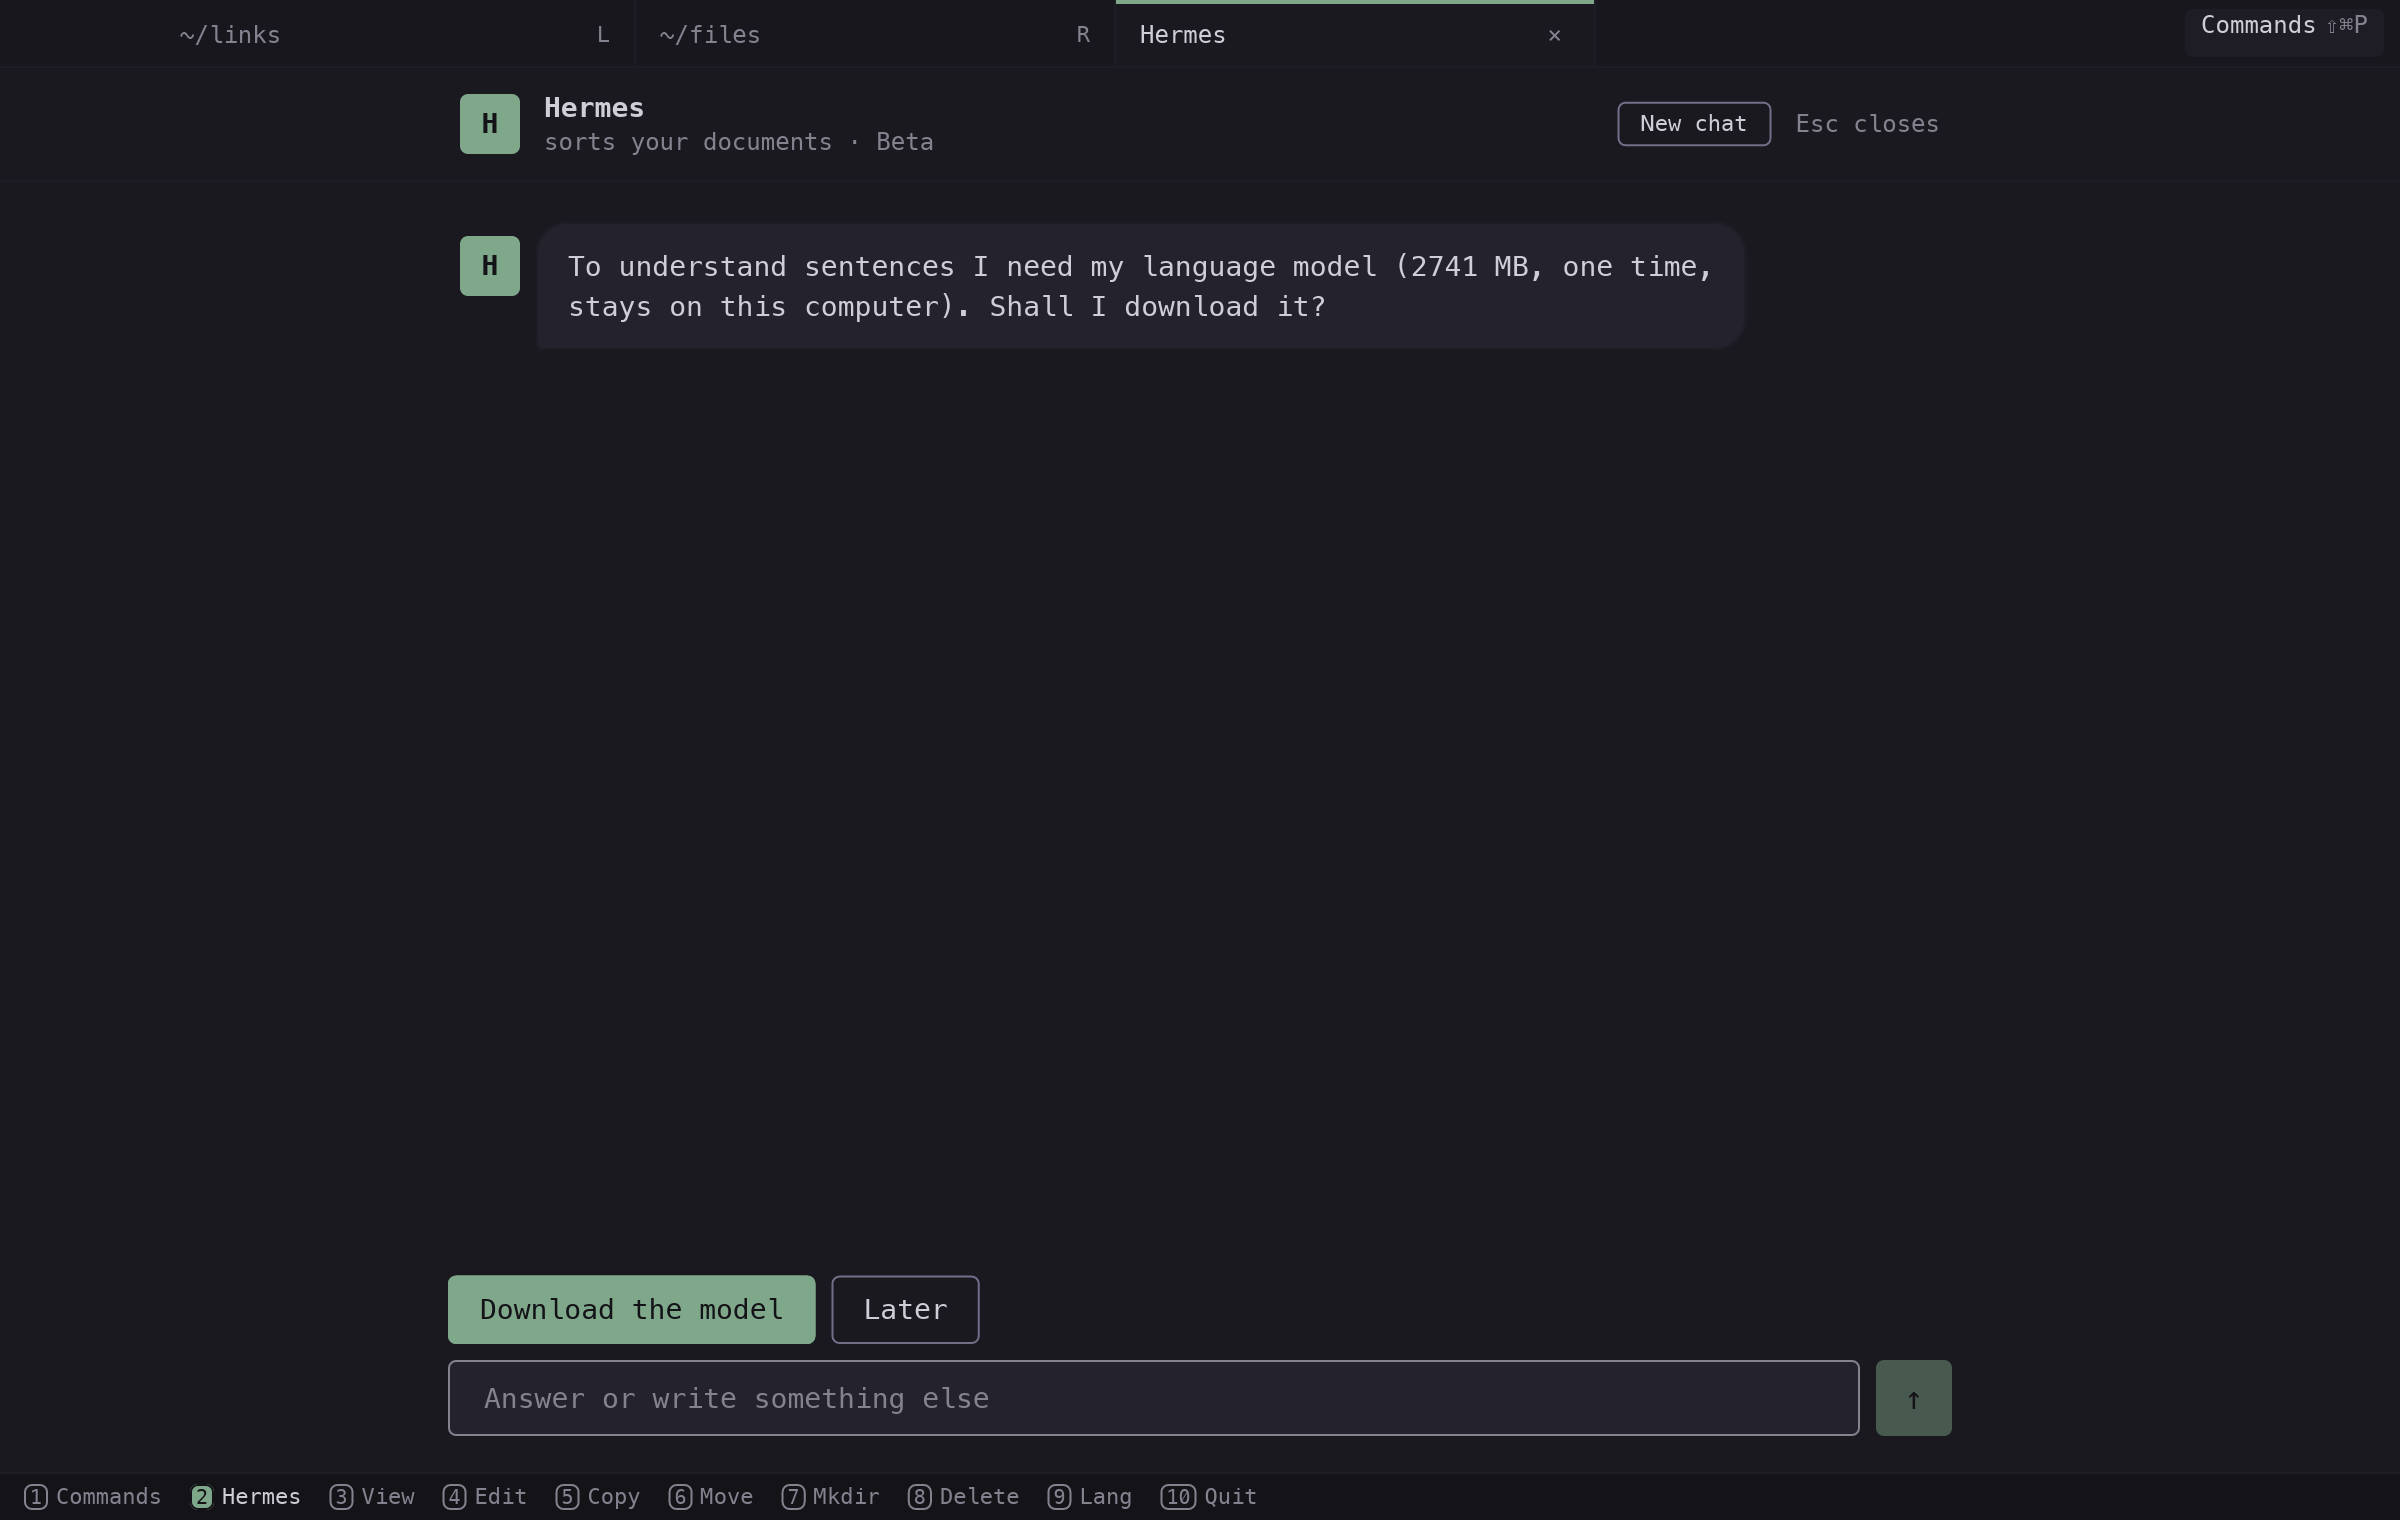 ~/links L ~/files R Hermes × Commands ⇧⌘P
H Hermes
sorts your documents · Beta
New chat Esc closes
H To understand sentences I need my language model (2741 MB, one time,
stays on this computer). Shall I download it?
Download the model Later
Answer or write something else ↑
1 Commands 2 Hermes 3 View 4 Edit 5 Copy 6 Move 7 Mkdir 8 Delete 9 Lang 10 Quit